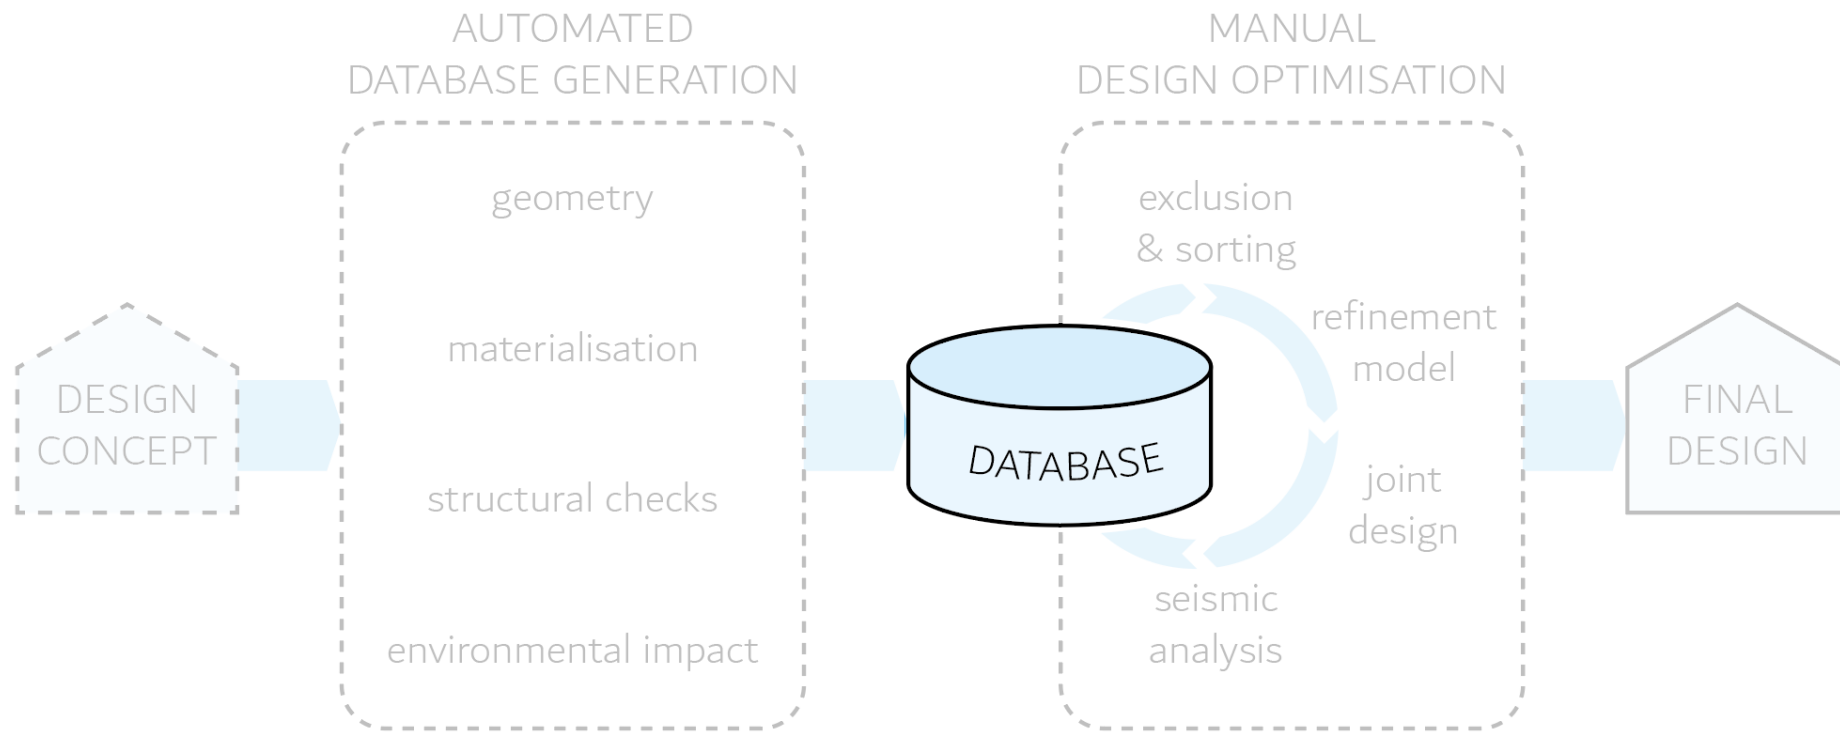 AUTOMATED
DATABASE GENERATION
MANUAL
DESIGN OPTIMISATION
DESIGN
CONCEPT
geometry
materialisation
structural checks
environmental impact
DATABASE
exclusion
& sorting
refinement
model
joint
design
seismic
analysis
FINAL
DESIGN